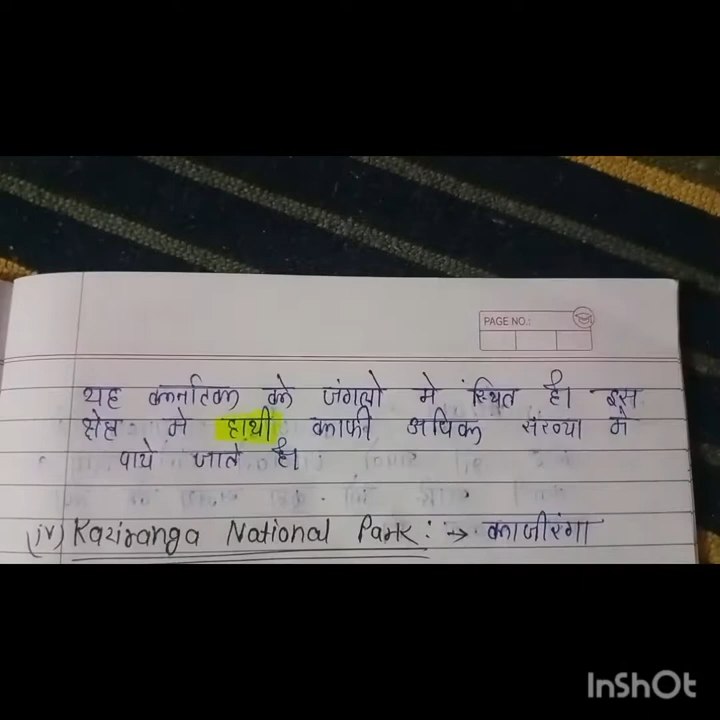 PAGE NO.:
यह कर्नाटक के जंगलो मे स्थित है। इस
क्षेत्र मे हाथी काफी अधिक संख्या में
पाये जाते है।
(iv) Kaziranga National Park: → काजीरंगा
InShOt